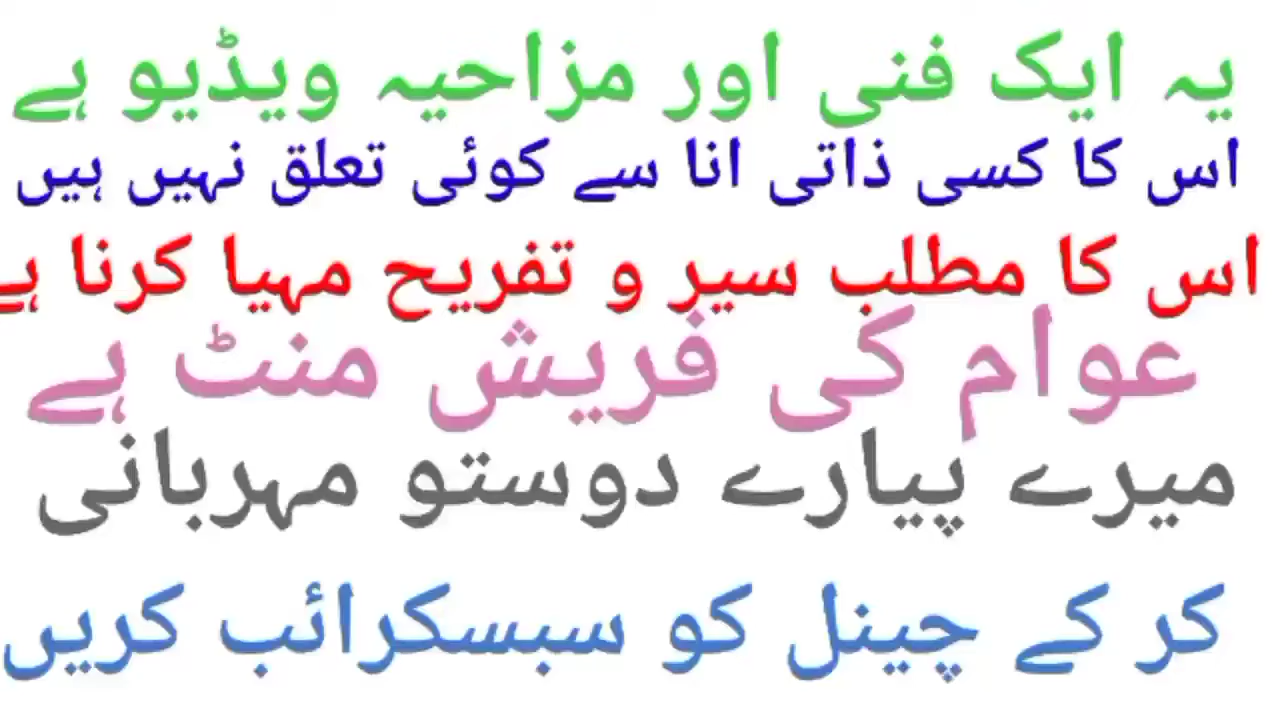 یہ ایک فنی اور مزاحیہ ویڈیو ہے
اس کا کسی ذاتی انا سے کوئی تعلق نہیں ہیں
اس کا مطلب سیر و تفریح مہیا کرنا ہے
عوام کی فریش منٹ ہے
میرے پیارے دوستو مہربانی
کر کے چینل کو سبسکرائب کریں